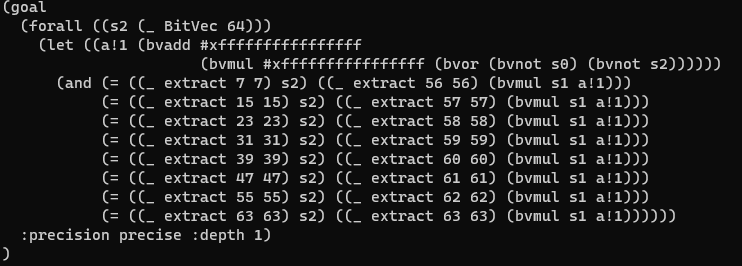 (goal
  (forall ((s2 (_ BitVec 64)))
    (let ((a!1 (bvadd #xffffffffffffffff
                      (bvmul #xffffffffffffffff (bvor (bvnot s0) (bvnot s2))))))
      (and (= ((_ extract 7 7) s2) ((_ extract 56 56) (bvmul s1 a!1)))
           (= ((_ extract 15 15) s2) ((_ extract 57 57) (bvmul s1 a!1)))
           (= ((_ extract 23 23) s2) ((_ extract 58 58) (bvmul s1 a!1)))
           (= ((_ extract 31 31) s2) ((_ extract 59 59) (bvmul s1 a!1)))
           (= ((_ extract 39 39) s2) ((_ extract 60 60) (bvmul s1 a!1)))
           (= ((_ extract 47 47) s2) ((_ extract 61 61) (bvmul s1 a!1)))
           (= ((_ extract 55 55) s2) ((_ extract 62 62) (bvmul s1 a!1)))
           (= ((_ extract 63 63) s2) ((_ extract 63 63) (bvmul s1 a!1))))))
  :precision precise :depth 1)
)